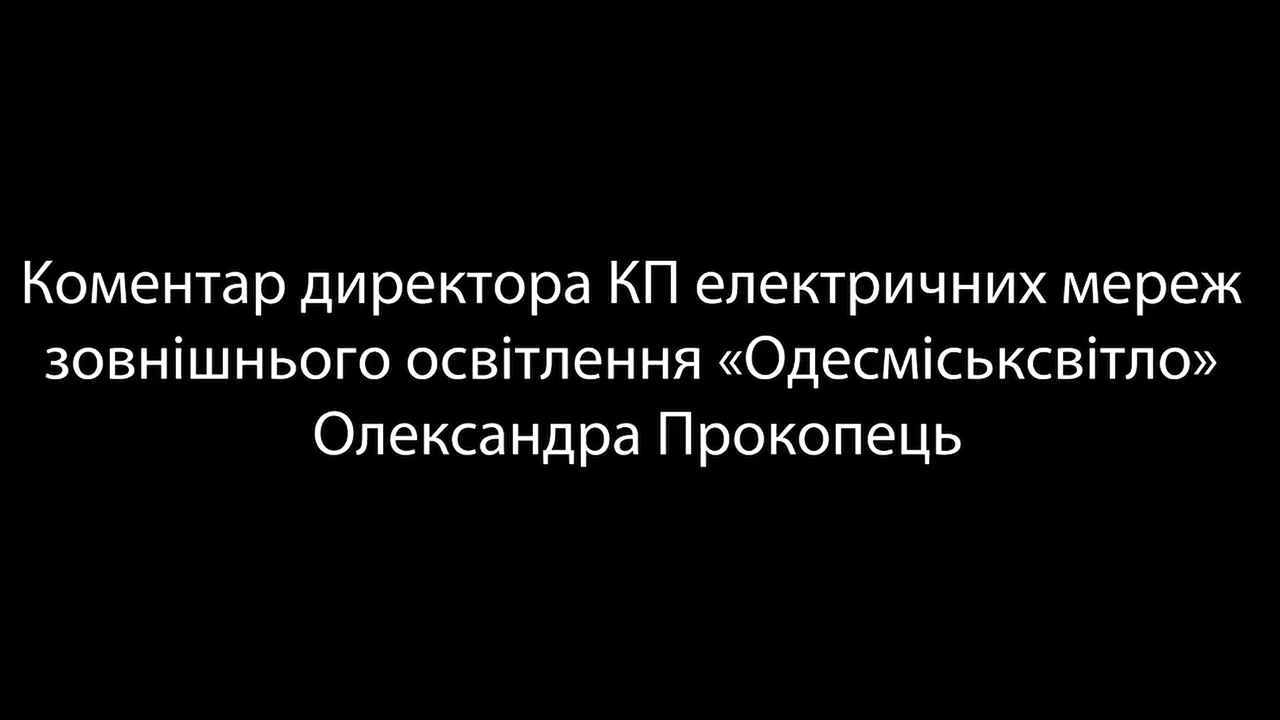 Коментар директора КП електричних мереж
зовнішнього освітлення «Одесміськсвітло»
Олександра Прокопець